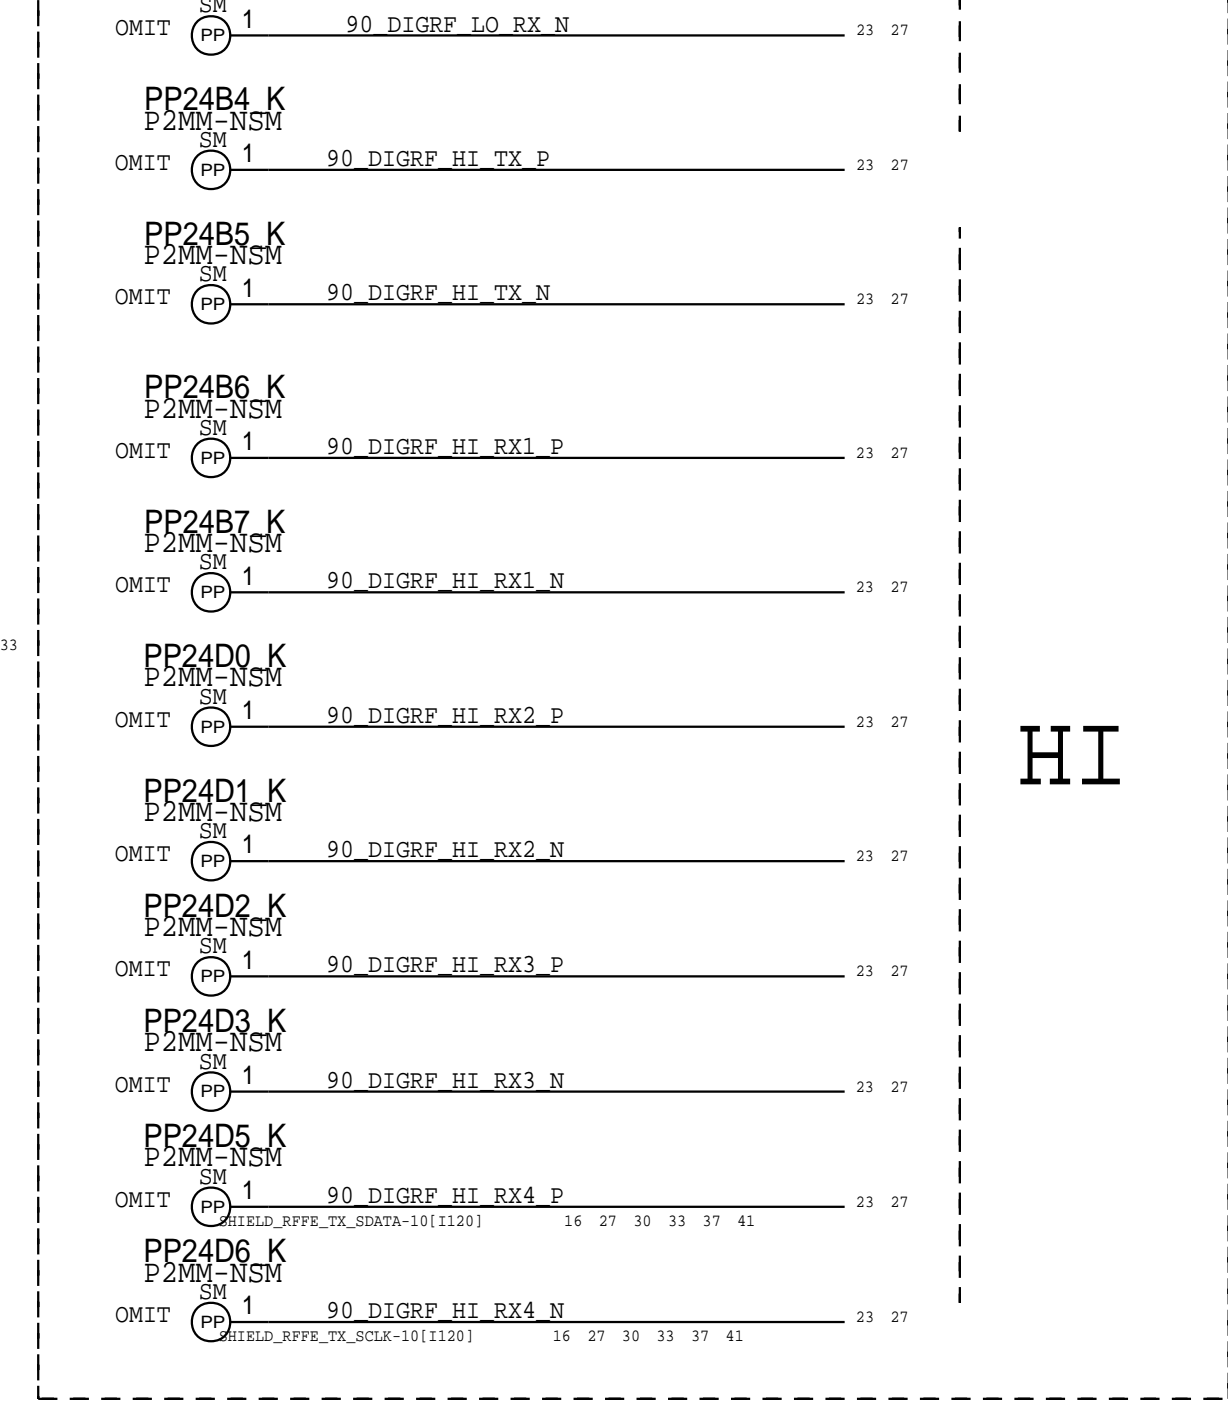 SM
OMIT PP 1 90_DIGRF_LO_RX_N 23 27
PP24B4_K
P2MM-NSM
SM
OMIT PP 1 90_DIGRF_HI_TX_P 23 27
PP24B5_K
P2MM-NSM
SM
OMIT PP 1 90_DIGRF_HI_TX_N 23 27
PP24B6_K
P2MM-NSM
SM
OMIT PP 1 90_DIGRF_HI_RX1_P 23 27
PP24B7_K
P2MM-NSM
SM
OMIT PP 1 90_DIGRF_HI_RX1_N 23 27
33
PP24D0_K
P2MM-NSM
SM
OMIT PP 1 90_DIGRF_HI_RX2_P 23 27
HI
PP24D1_K
P2MM-NSM
SM
OMIT PP 1 90_DIGRF_HI_RX2_N 23 27
PP24D2_K
P2MM-NSM
SM
OMIT PP 1 90_DIGRF_HI_RX3_P 23 27
PP24D3_K
P2MM-NSM
SM
OMIT PP 1 90_DIGRF_HI_RX3_N 23 27
PP24D5_K
P2MM-NSM
SM
OMIT PP 1 90_DIGRF_HI_RX4_P 23 27
SHIELD_RFFE_TX_SDATA-10[I120] 16 27 30 33 37 41
PP24D6_K
P2MM-NSM
SM
OMIT PP 1 90_DIGRF_HI_RX4_N 23 27
SHIELD_RFFE_TX_SCLK-10[I120] 16 27 30 33 37 41